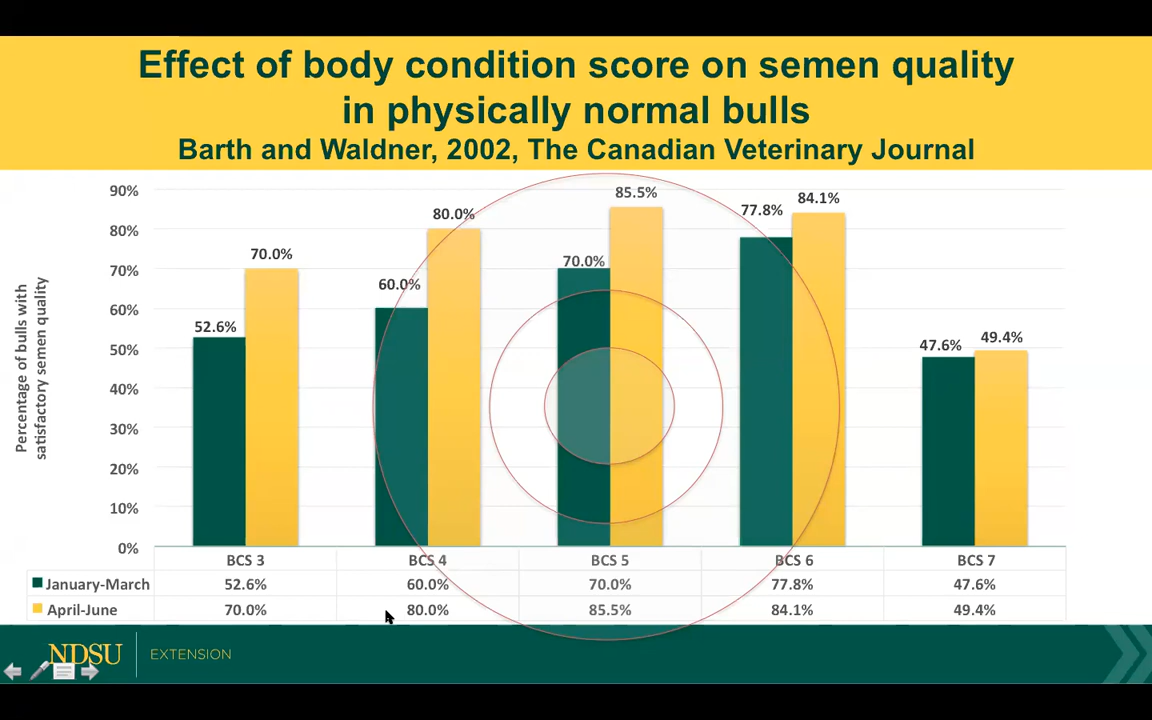 Effect of body condition score on semen quality
in physically normal bulls
Barth and Waldner, 2002, The Canadian Veterinary Journal
Percentage of bulls with
satisfactory semen quality
90%
80%
70%
60%
50%
40%
30%
20%
10%
0%
52.6%
70.0%
60.0%
80.0%
70.0%
85.5%
77.8%
84.1%
47.6%
49.4%
BCS 3 BCS 4 BCS 5 BCS 6 BCS 7
January-March 52.6% 60.0% 70.0% 77.8% 47.6%
April-June 70.0% 80.0% 85.5% 84.1% 49.4%
NDSU EXTENSION